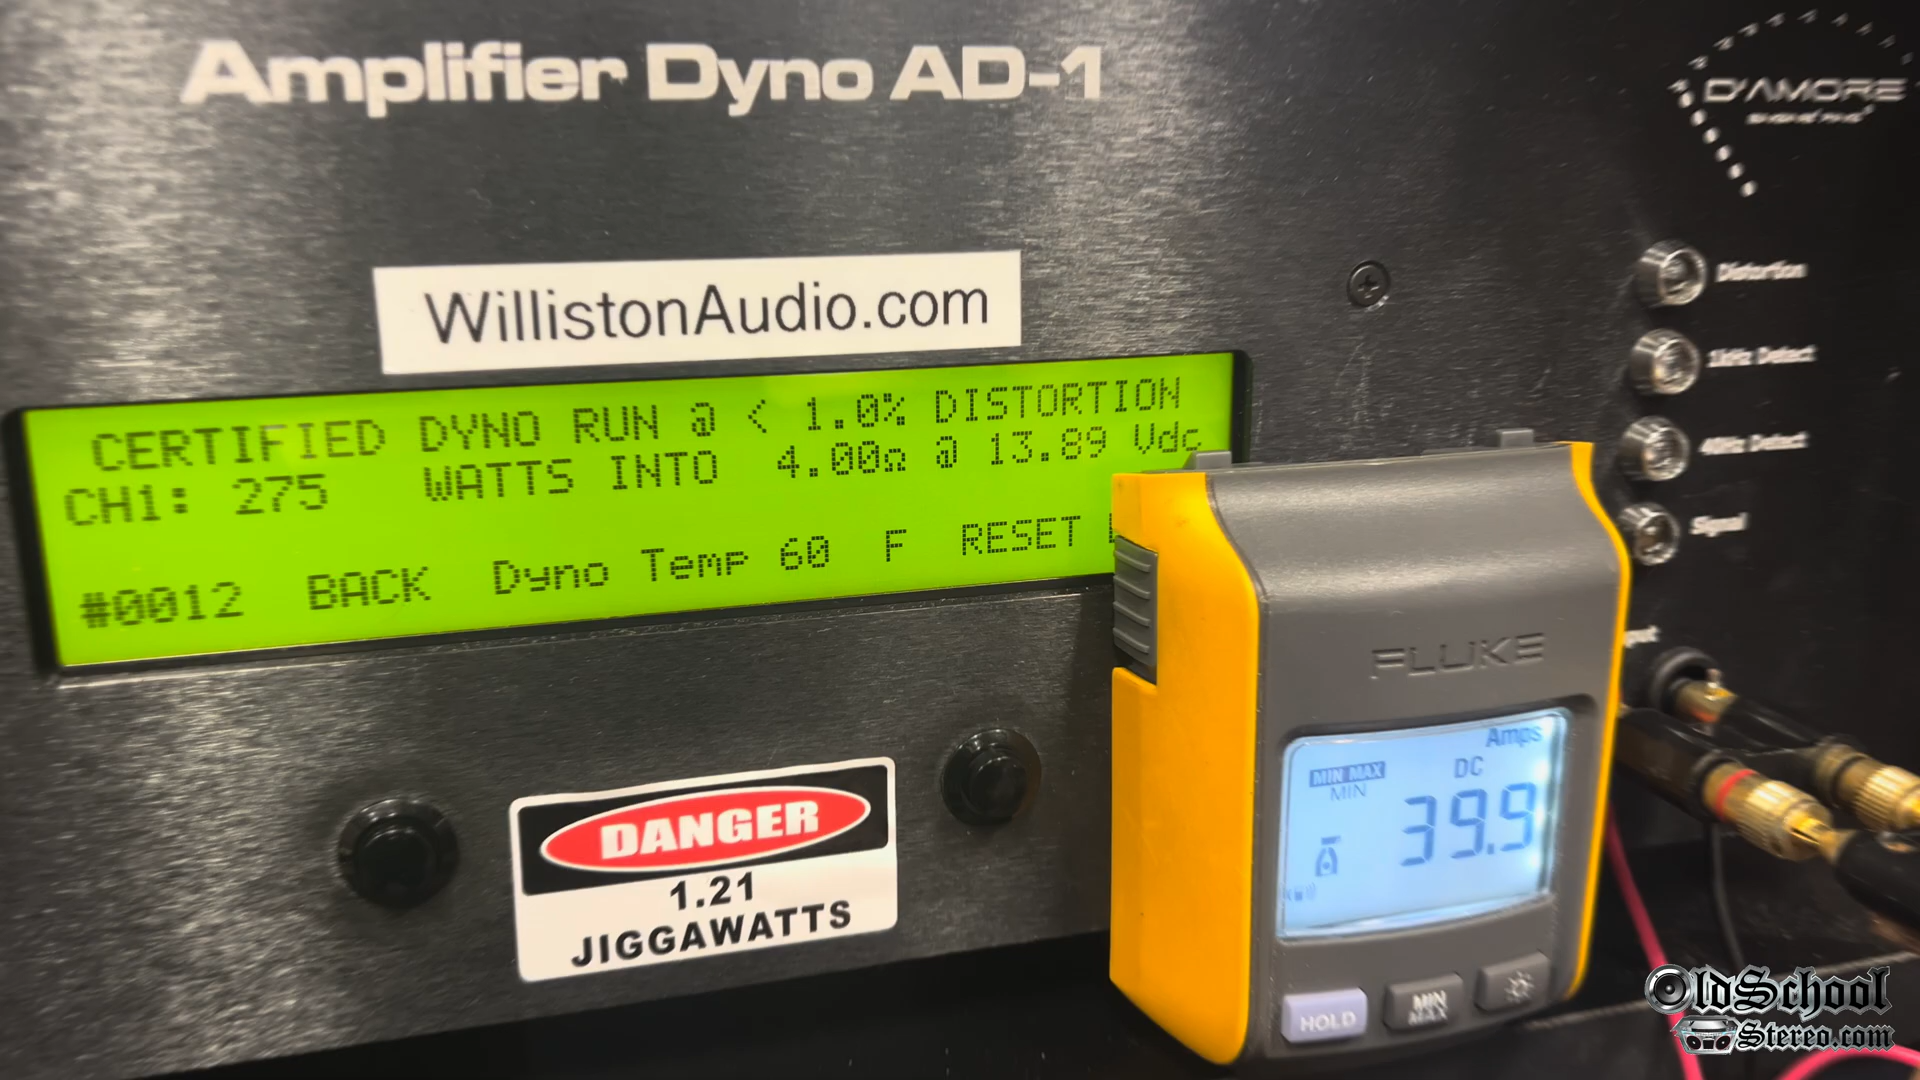 Amplifier Dyno AD-1
D'AMORE
WillistonAudio.com
Distortion
1kHz Detect
40Hz Detect
Signal
CERTIFIED DYNO RUN @ < 1.0% DISTORTION
CH1: 275 WATTS INTO 4.00Ω @ 13.89 Vdc
#0012 BACK Dyno Temp 60 F RESET
FLUKE
Amps
MIN MAX DC
MIN
39.9
HOLD
MIN
MAX
DANGER
1.21
JIGGAWATTS
OldSchool
Stereo.com